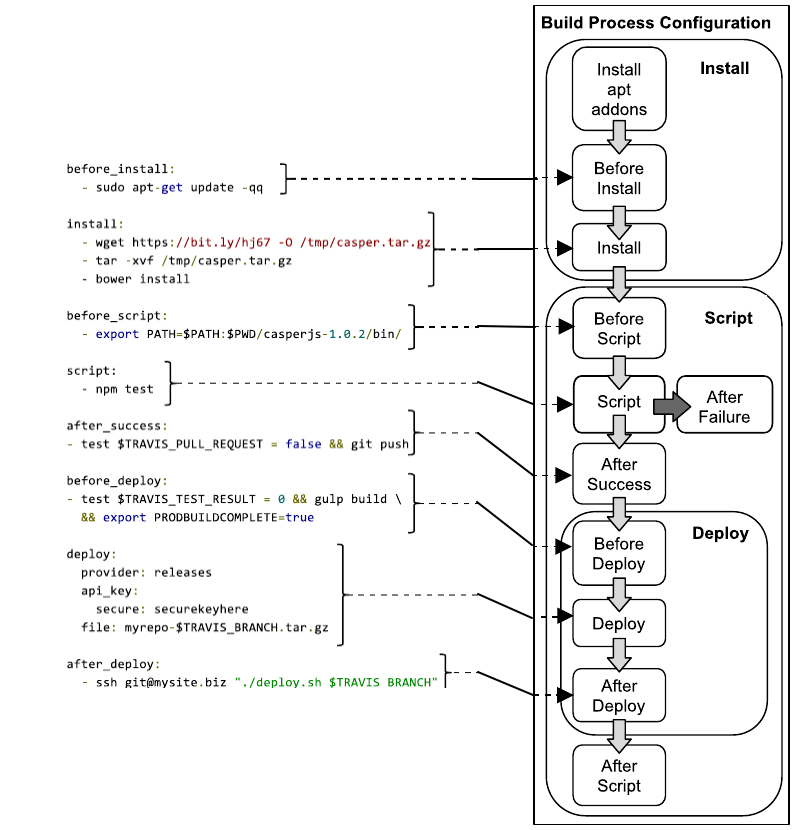 Build Process Configuration
Install
Install
apt
addons
Before
Install
Install
before_install:
- sudo apt-get update -qq
install:
- wget https://bit.ly/hj67 -O /tmp/casper.tar.gz
- tar -xvf /tmp/casper.tar.gz
- bower install
before_script:
- export PATH=$PATH:$PWD/casperjs-1.0.2/bin/
script:
- npm test
after_success:
- test $TRAVIS_PULL_REQUEST = false && git push
before_deploy:
- test $TRAVIS_TEST_RESULT = 0 && gulp build \
&& export PRODBUILDCOMPLETE=true
deploy:
provider: releases
api_key:
secure: securekeyhere
file: myrepo-$TRAVIS_BRANCH.tar.gz
after_deploy:
- ssh git@mysite.biz "./deploy.sh $TRAVIS BRANCH"
Script
Before
Script
Script
After
Failure
After
Success
Deploy
Before
Deploy
Deploy
After
Deploy
After
Script